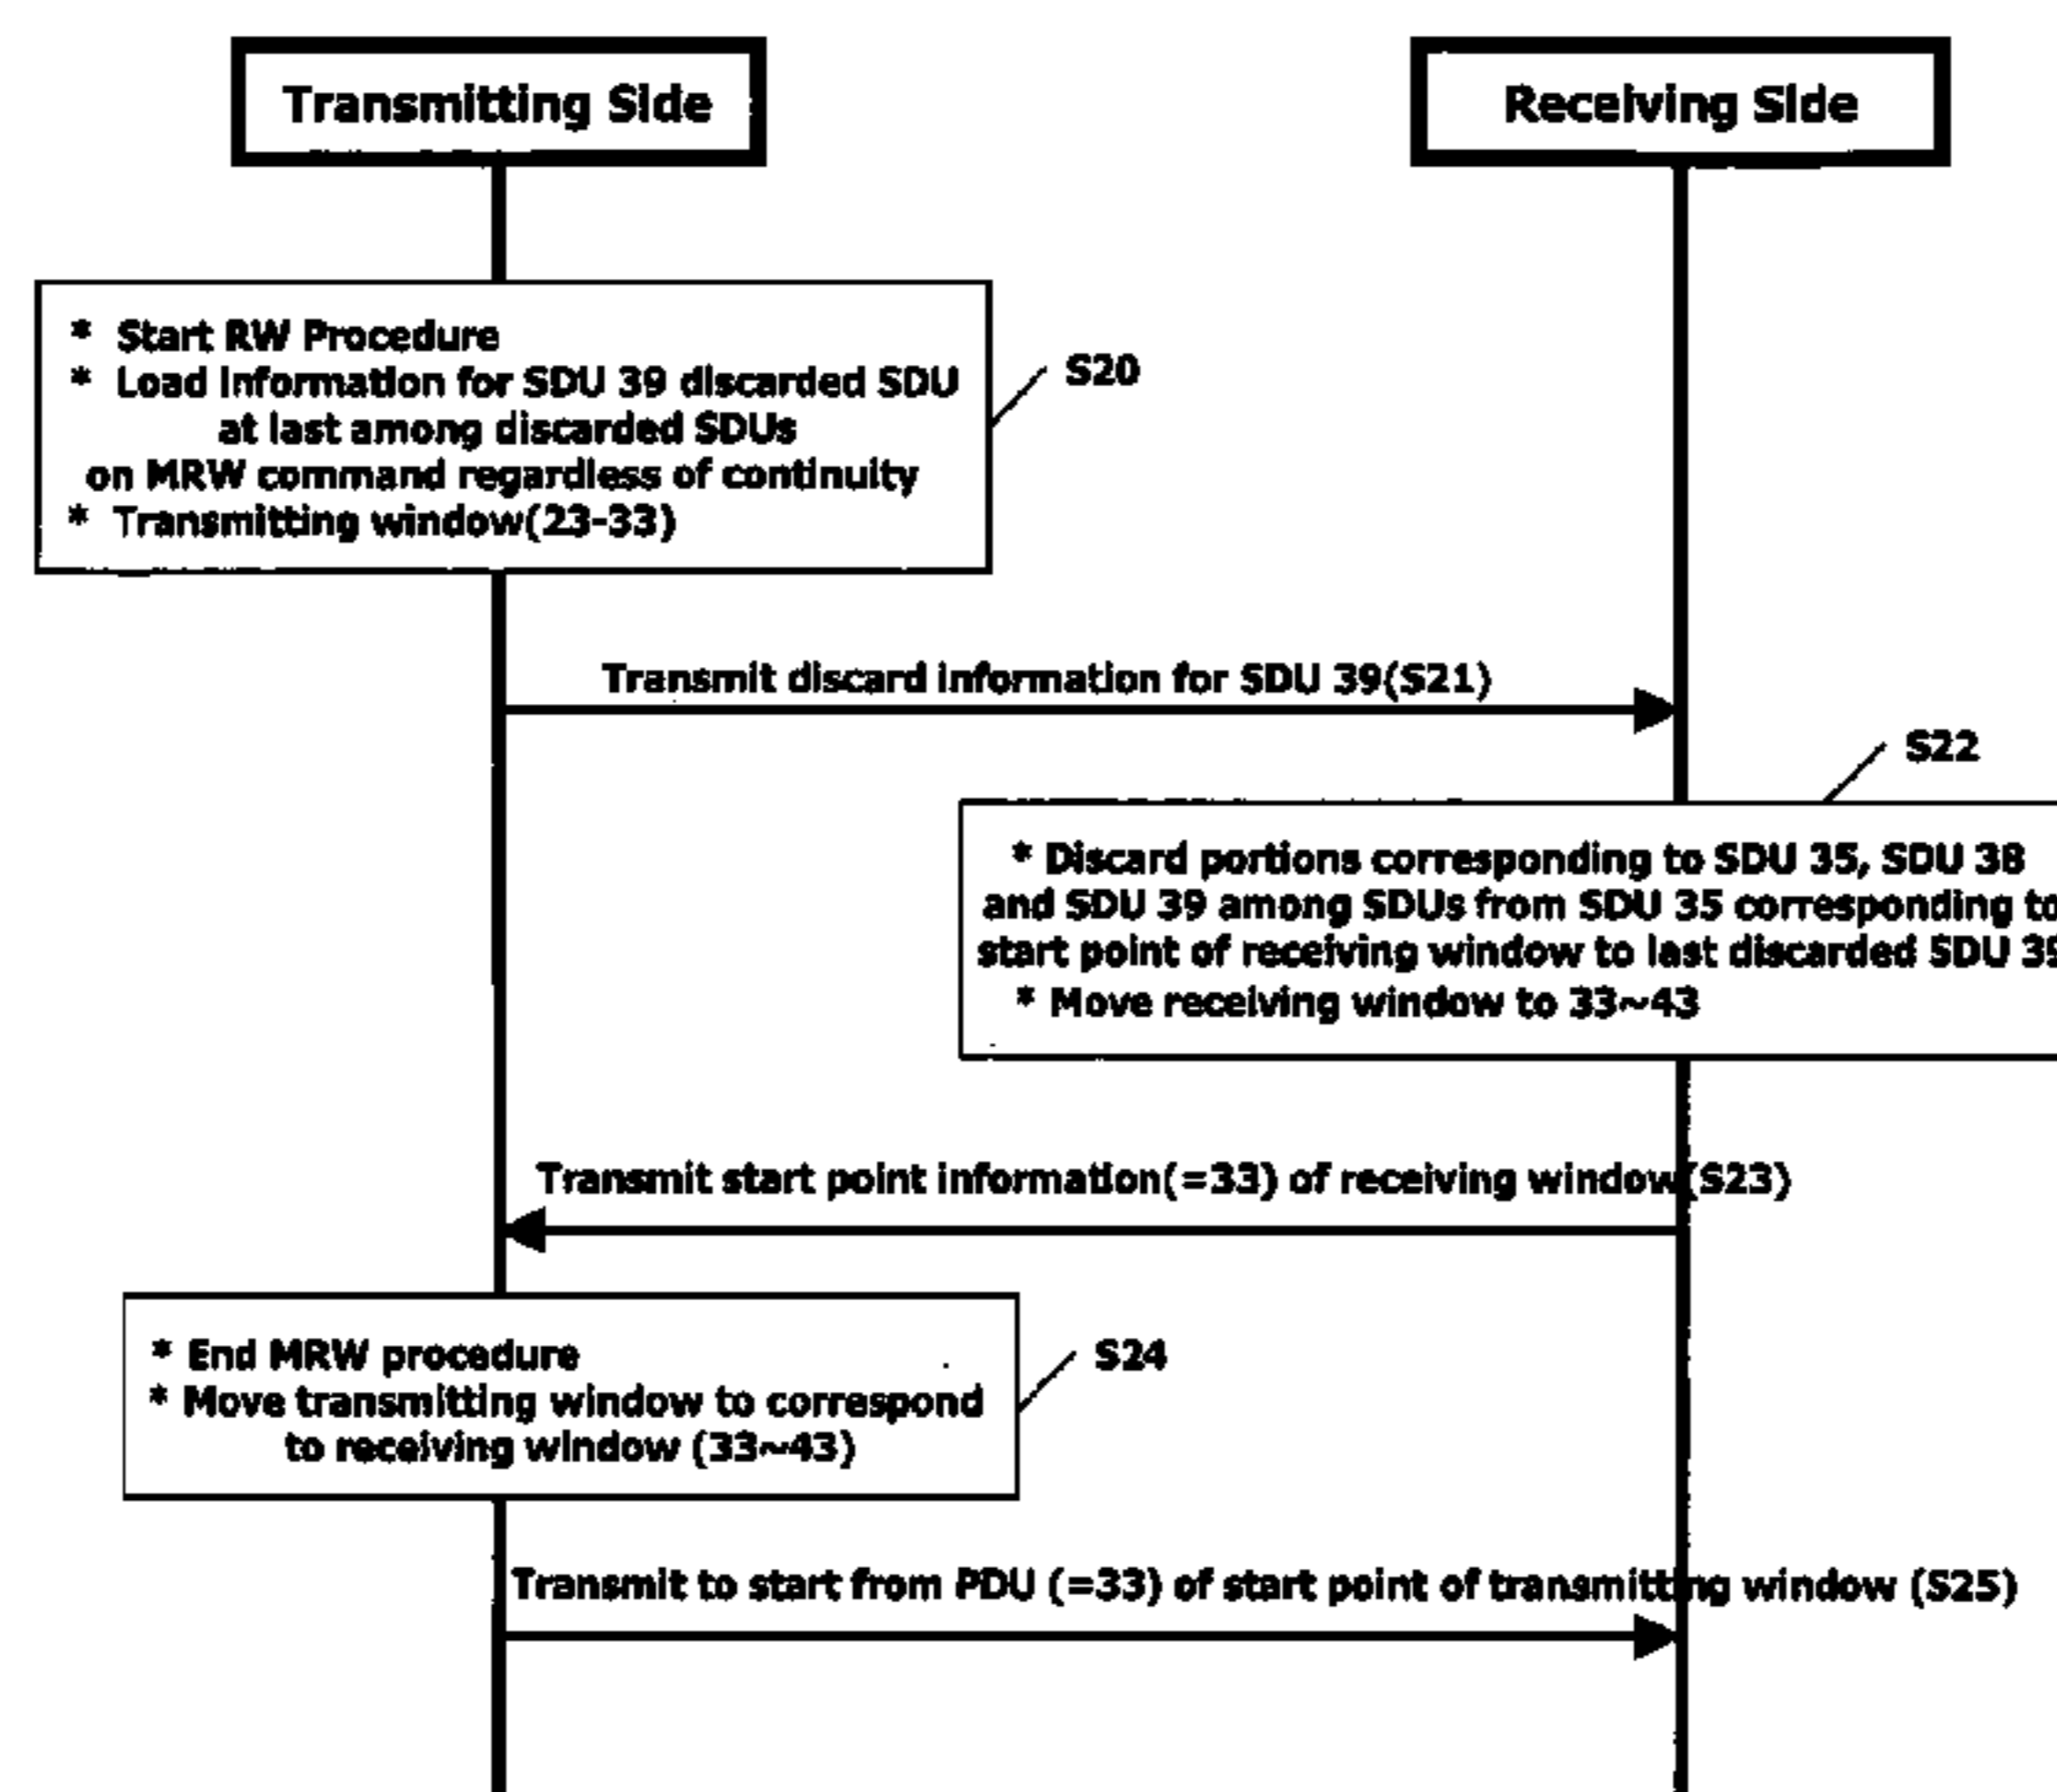 Transmitting Side
Receiving Side
* Start RW Procedure
* Load information for SDU 39 discarded SDU
at last among discarded SDUs
on MRW command regardless of continuity
* Transmitting window(23-33)
S20
Transmit discard information for SDU 39(S21)
S22
* Discard portions corresponding to SDU 35, SDU 38
and SDU 39 among SDUs from SDU 35 corresponding to
start point of receiving window to last discarded SDU 39
* Move receiving window to 33~43
Transmit start point information(=33) of receiving window(S23)
* End MRW procedure
* Move transmitting window to correspond
to receiving window (33~43)
S24
Transmit to start from PDU (=33) of start point of transmitting window (S25)